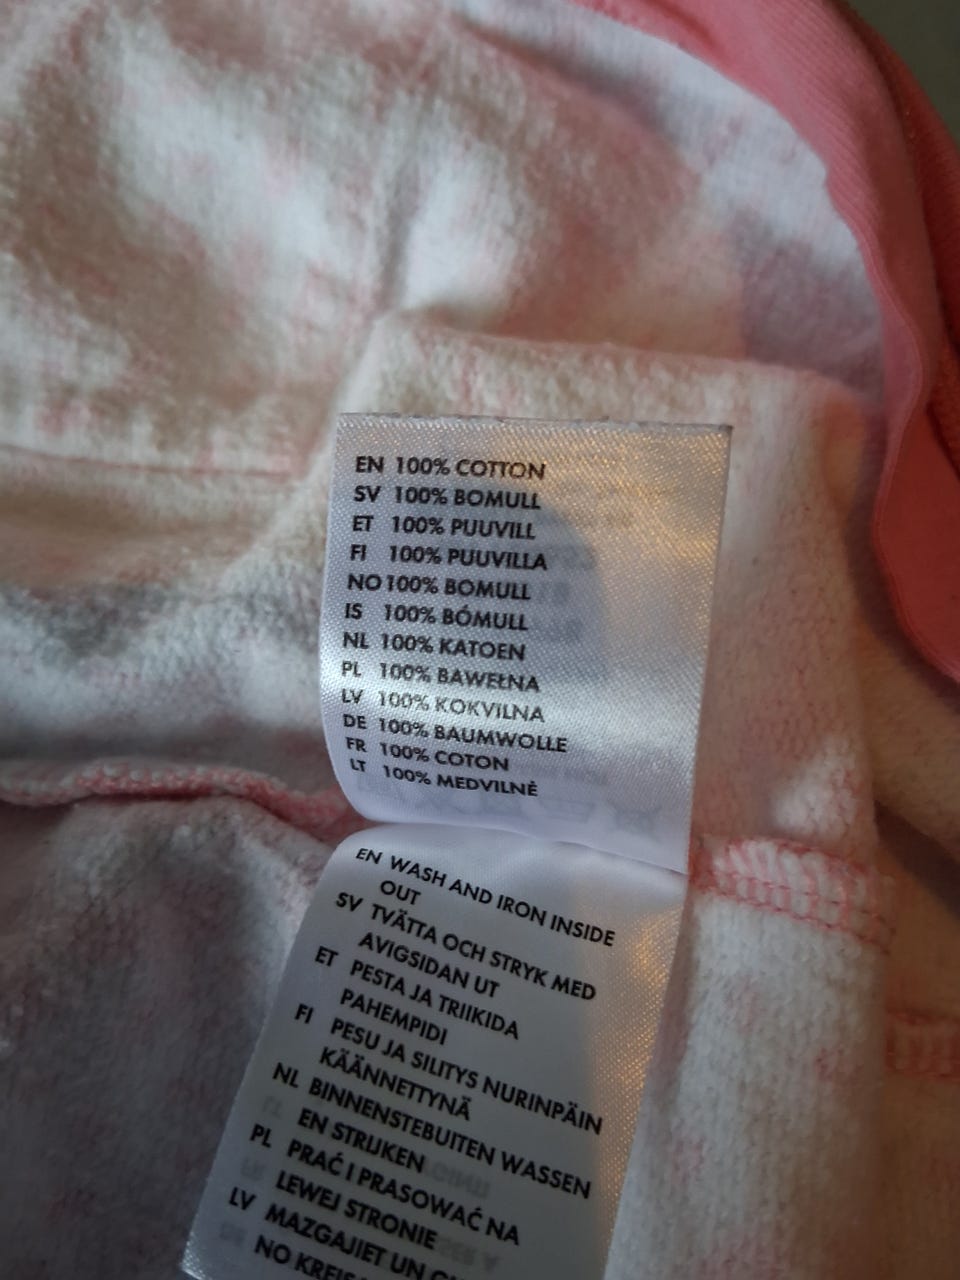 EN 100% COTTON
SV 100% BOMULL
ET 100% PUUVILL
FI 100% PUUVILLA
NO 100% BOMULL
IS 100% BÓMULL
NL 100% KATOEN
PL 100% BAWEŁNA
LV 100% KOKVILNA
DE 100% BAUMWOLLE
FR 100% COTON
LT 100% MEDVILNĖ
EN WASH AND IRON INSIDE
OUT
SV TVÄTTA OCH STRYK MED
AVIGSIDAN UT
ET PESTA JA TRIIKIDA
PAHEMPIDI
FI PESU JA SILITYS NURINPÄIN
KÄÄNNETTYNÄ
NL BINNENSTEBUITEN WASSEN
EN STRIJKEN
PL PRAĆ I PRASOWAĆ NA
LEWEJ STRONIE
LV MAZGAJIET UN
NO